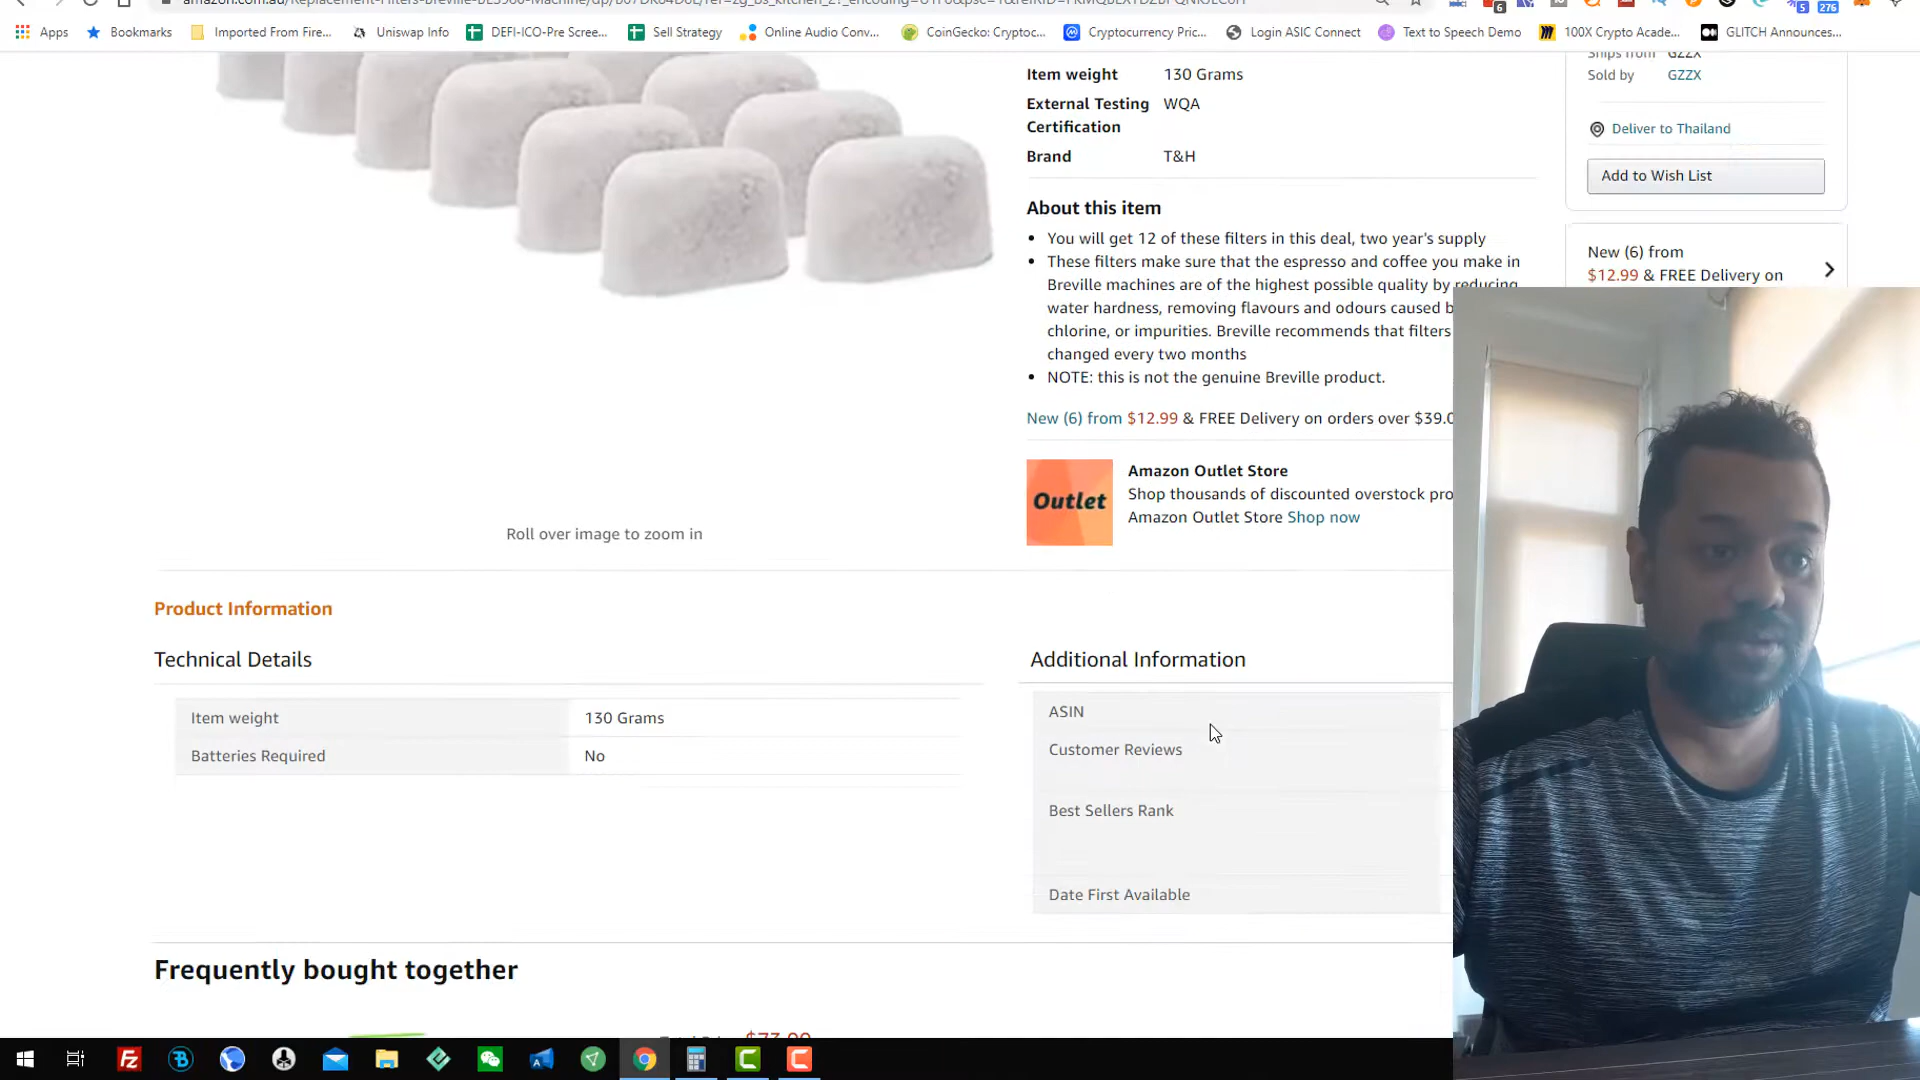 Apps
Bookmarks
Imported From Fire...
Uniswap Info
DEFI-ICO-Pre Scree...
Sell Strategy
Online Audio Conv...
CoinGecko: Cryptoc...
Cryptocurrency Pric...
Login ASIC Connect
Text to Speech Demo
100X Crypto Acade...
GLITCH Announces...
Item weight 130 Grams
External Testing Certification WQA
Brand T&H
About this item
• You will get 12 of these filters in this deal, two year's supply
• These filters make sure that the espresso and coffee you make in
Breville machines are of the highest possible quality by reducing
water hardness, removing flavours and odours caused b
chlorine, or impurities. Breville recommends that filters
changed every two months
• NOTE: this is not the genuine Breville product.
New (6) from $12.99 & FREE Delivery on orders over $39.0
Outlet
Amazon Outlet Store
Shop thousands of discounted overstock pro
Amazon Outlet Store Shop now
Ships from GZZX
Sold by GZZX
Deliver to Thailand
Add to Wish List
New (6) from
$12.99 & FREE Delivery on
Roll over image to zoom in
Product Information
Technical Details
Item weight 130 Grams
Batteries Required No
Additional Information
ASIN
Customer Reviews
Best Sellers Rank
Date First Available
Frequently bought together